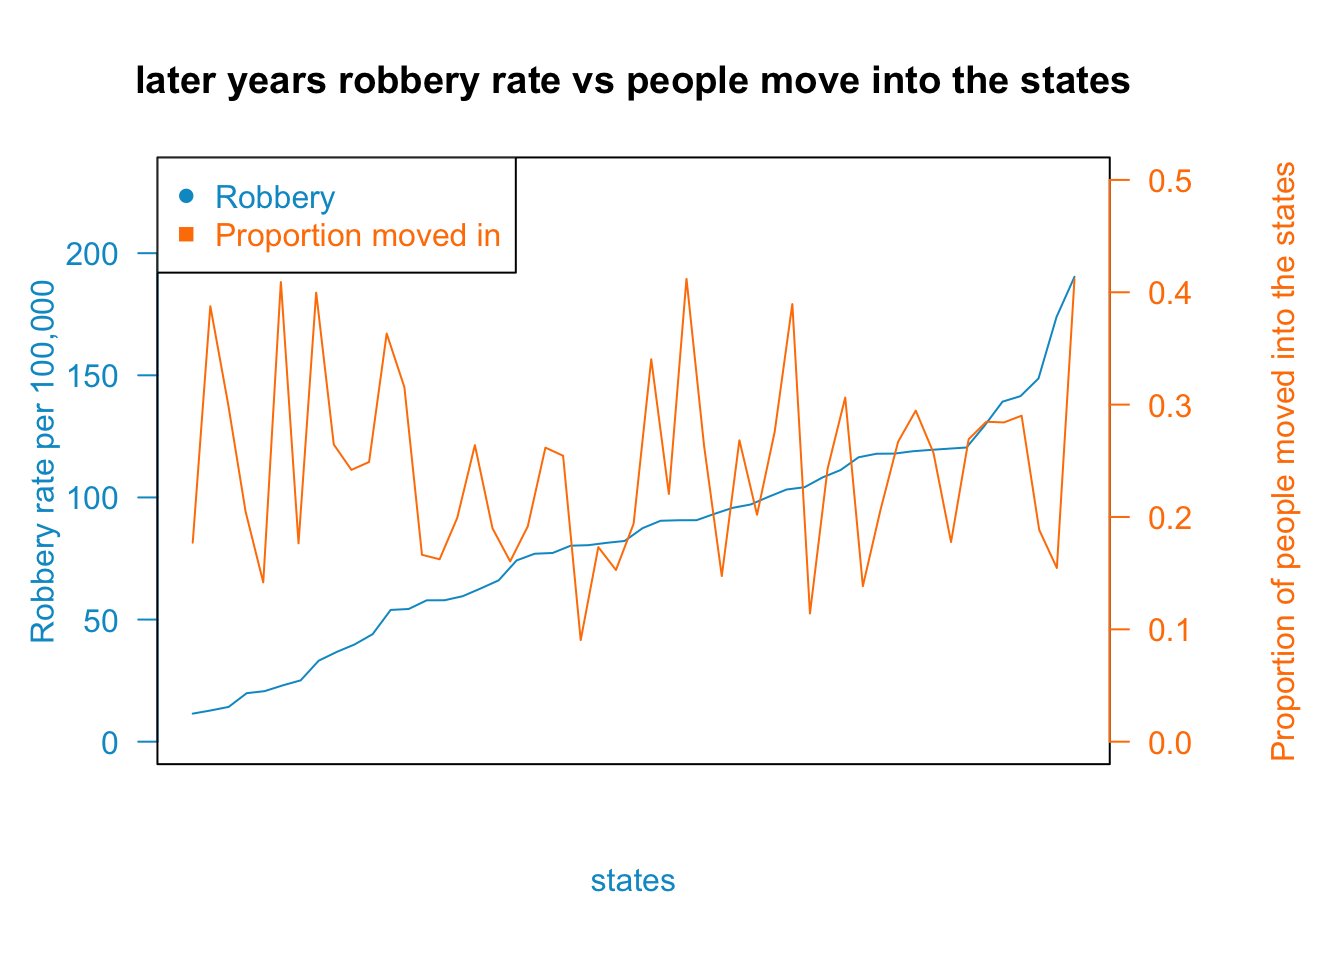 later years robbery rate vs people move into the states
Robbery
Proportion moved in
Robbery rate per 100,000
200
150
100
50
0
0.5
0.4
0.3
0.2
0.1
0.0
Proportion of people moved into the states
states